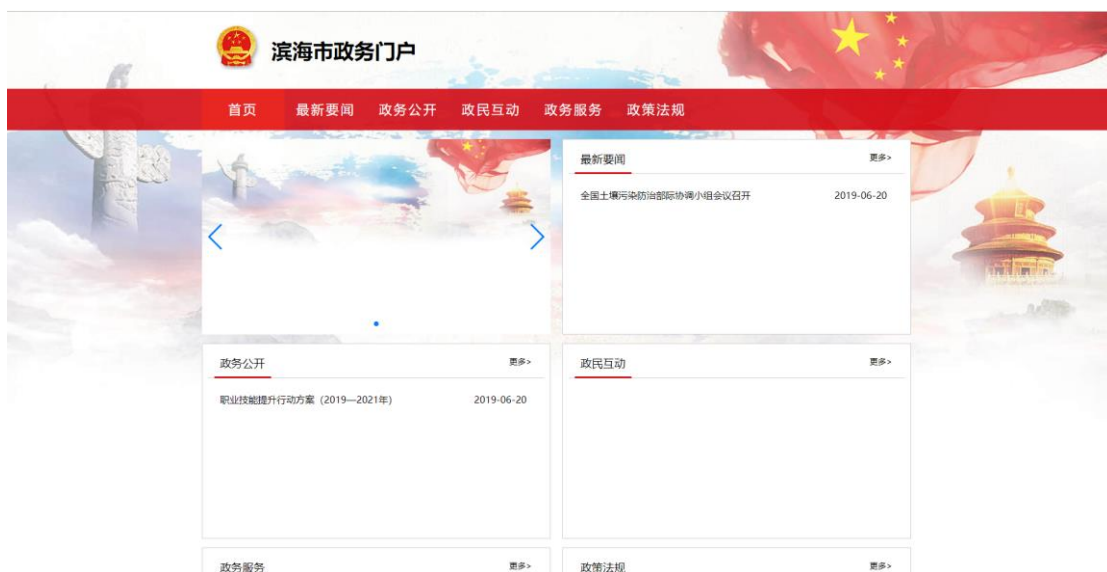 滨海市政务门户
首页 最新要闻 政务公开 政民互动 政务服务 政策法规
最新要闻 更多>
全国土壤污染防治部际协调小组会议召开 2019-06-20
政务公开 更多>
职业技能提升行动方案（2019—2021年） 2019-06-20
政民互动 更多>
政务服务 更多>
政策法规 更多>